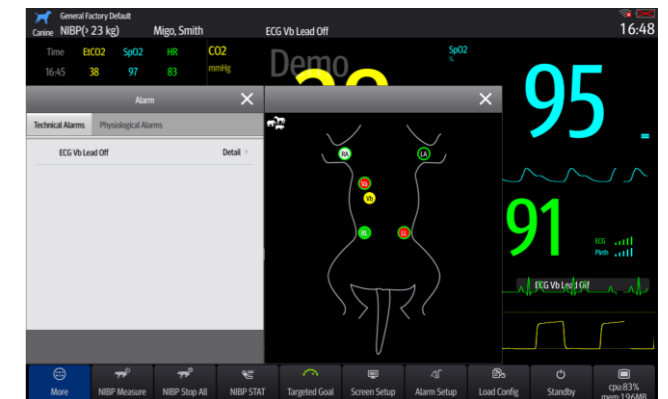 General Factory Default
Canine NIBP(> 23 kg) Migo, Smith ECG Vb Lead Off 16:48
Time EtCO2 SpO2 HR CO2 Demo SpO2
16:45 38 97 83 mmHg %
95
Alarm
Technical Alarms Physiological Alarms
ECG Vb Lead Off Detail
RA LA
Va
Vb
RL LL
91
ECG
Pleth
ECG Vb Lead Off
More NIBP Measure NIBP Stop All NIBP STAT Targeted Goal Screen Setup Alarm Setup Load Config Standby cpu:83%
mem:196MB